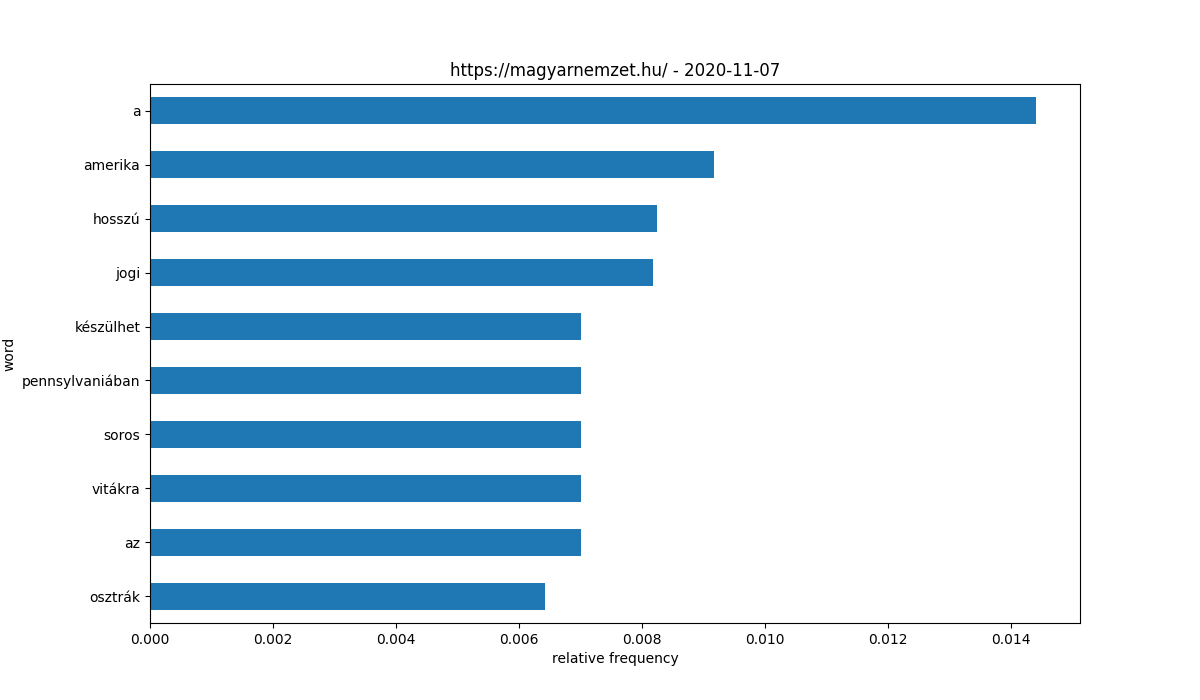 https://magyarnemzet.hu/ - 2020-11-07
a
amerika
hosszú
jogi
készülhet
pennsylvaniában
soros
vitákra
az
osztrák
word
0.000 0.002 0.004 0.006 0.008 0.010 0.012 0.014
relative frequency